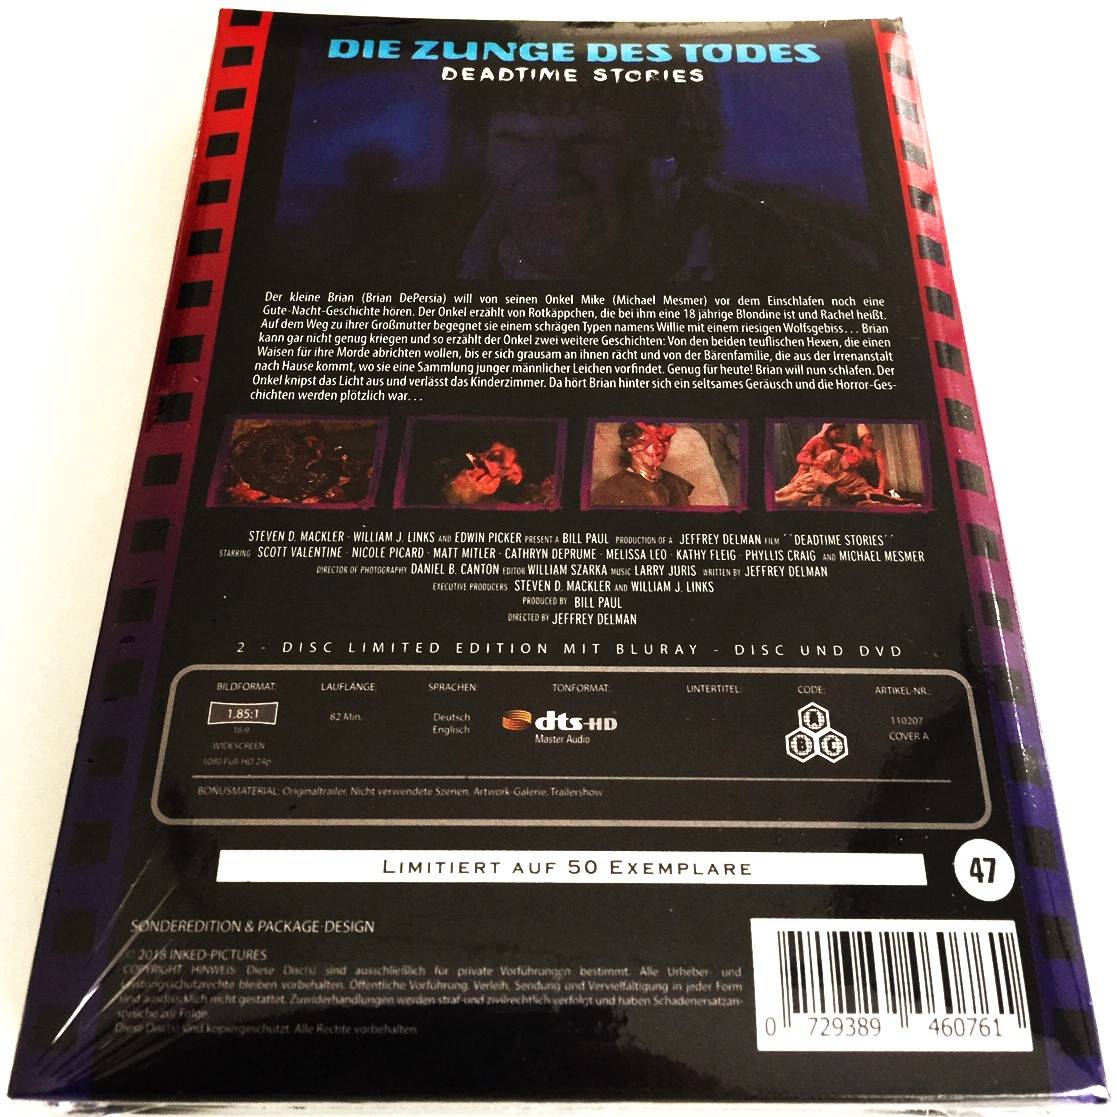 DIE ZUNGE DES TODES
DEADTIME STORIES
Der kleine Brian (Brian DePersia) will von seinen Onkel Mike (Michael Mesmer) vor dem Einschlafen noch eine
Gute-Nacht-Geschichte hören. Der Onkel erzählt von Rotkäppchen, die bei ihm eine 18 jährige Blondine ist und Rachel heißt.
Auf dem Weg zu ihrer Großmutter begegnet sie einem schrägen Typen namens Willie mit einem riesigen Wolfsgebiss... Brian
kann gar nicht genug kriegen und so erzählt der Onkel zwei weitere Geschichten: Von den beiden teuflischen Hexen, die einen
Waisen für ihre Morde abrichten wollen, bis er sich grausam an ihnen rächt und von der Bärenfamilie, die aus der Irrenanstalt
nach Hause kommt, wo sie eine Sammlung junger männlicher Leichen vorfindet. Genug für heute! Brian will nun schlafen. Der
Onkel knipst das Licht aus und verlässt das Kinderzimmer. Da hört Brian hinter sich ein seltsames Geräusch und die Horror-Ges-
chichten werden plötzlich war...
STEVEN D. MACKLER · WILLIAM J. LINKS AND EDWIN PICKER PRESENT A BILL PAUL PRODUCTION OF A JEFFREY DELMAN FILM ´´DEADTIME STORIES´´
STARRING SCOTT VALENTINE · NICOLE PICARD · MATT MITLER · CATHRYN DEPRUME · MELISSA LEO · KATHY FLEIG · PHYLLIS CRAIG AND MICHAEL MESMER
DIRECTOR OF PHOTOGRAPHY DANIEL B. CANTON EDITOR WILLIAM SZARKA MUSIC LARRY JURIS WRITTEN BY JEFFREY DELMAN
EXECUTIVE PRODUCERS STEVEN D. MACKLER AND WILLIAM J. LINKS
PRODUCED BY BILL PAUL
DIRECTED BY JEFFREY DELMAN
2 - DISC LIMITED EDITION MIT BLURAY - DISC UND DVD
BILDFORMAT: LAUFLÄNGE: SPRACHEN: TONFORMAT: UNTERTITEL: CODE: ARTIKEL-NR.:
1.85:1 82 Min. Deutsch dts-HD A 110207
16:9 Englisch Master Audio B C COVER A
WIDESCREEN
1080 Full-HD 24p
BONUSMATERIAL: Originaltrailer, Nicht verwendete Szenen, Artwork-Galerie, Trailershow
LIMITIERT AUF 50 EXEMPLARE
47
SONDEREDITION & PACKAGE-DESIGN
© 2018 INKED-PICTURES
COPYRIGHT HINWEIS: Diese Disc(s) sind ausschließlich für private Vorführungen bestimmt. Alle Urheber- und
Leistungsschutzrechte bleiben vorbehalten. Öffentliche Vorführung, Verleih, Sendung und Vervielfältigung in jeder Form
sind ausdrücklich nicht gestattet. Zuwiderhandlungen werden straf-und zivilrechtlich verfolgt und haben Schadenersatzan-
sprüche zur Folge.
Diese Disc(s) sind kopiergeschützt. Alle Rechte vorbehalten.
0 729389 460761